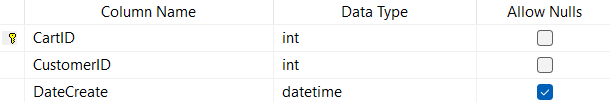 Column Name Data Type Allow Nulls
CartID int
CustomerID int
DateCreate datetime